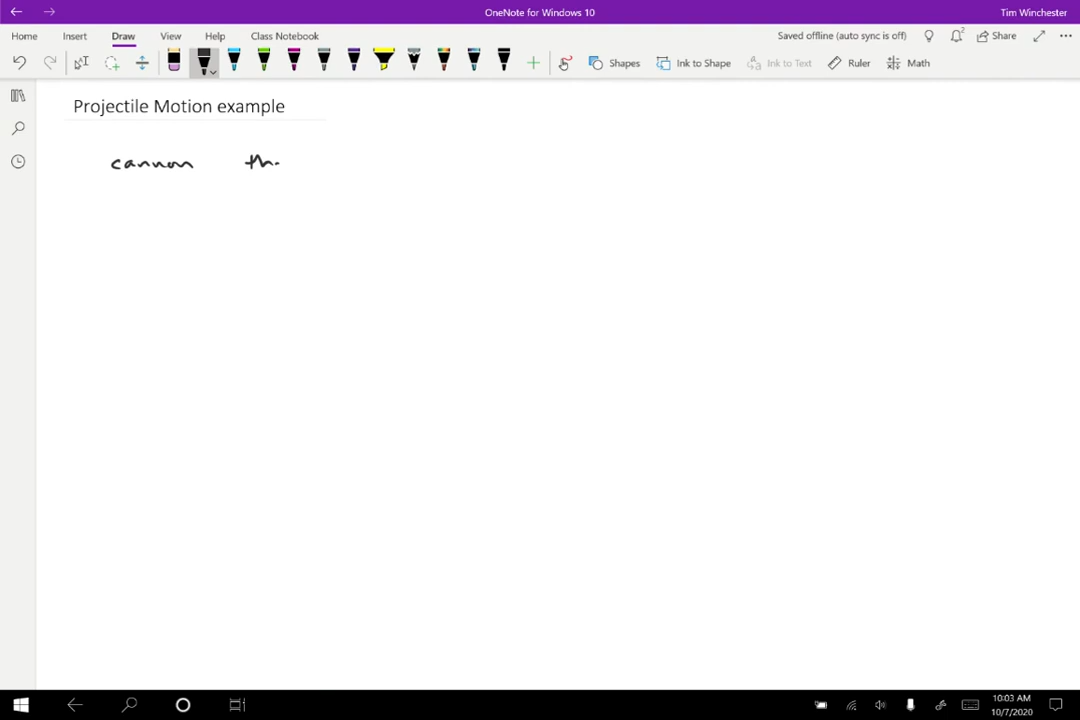 OneNote for Windows 10
Tim Winchester
Home Insert Draw View Help Class Notebook
Saved offline (auto sync is off) Share
Shapes Ink to Shape Ink to Text Ruler Math
Projectile Motion example
cannon th
10:03 AM
10/7/2020